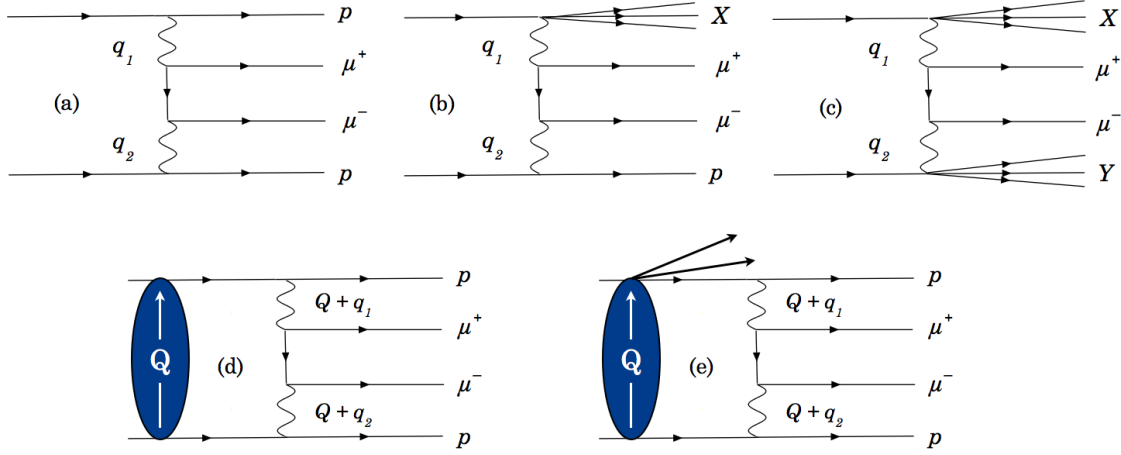 p X X
q₁ μ⁺ q₁ μ⁺ q₁ μ⁺
(a) (b) (c)
q₂ μ⁻ q₂ μ⁻ q₂ μ⁻
p p Y
p p
Q + q₁ μ⁺ Q + q₁ μ⁺
Q (d) Q (e)
Q + q₂ μ⁻ Q + q₂ μ⁻
p p